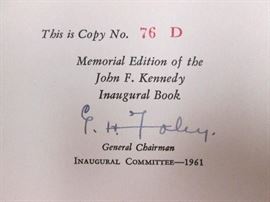 This is Copy No. 76 D
Memorial Edition of the
John F. Kennedy
Inaugural Book
E. H. Foley.
General Chairman
INAUGURAL COMMITTEE—1961